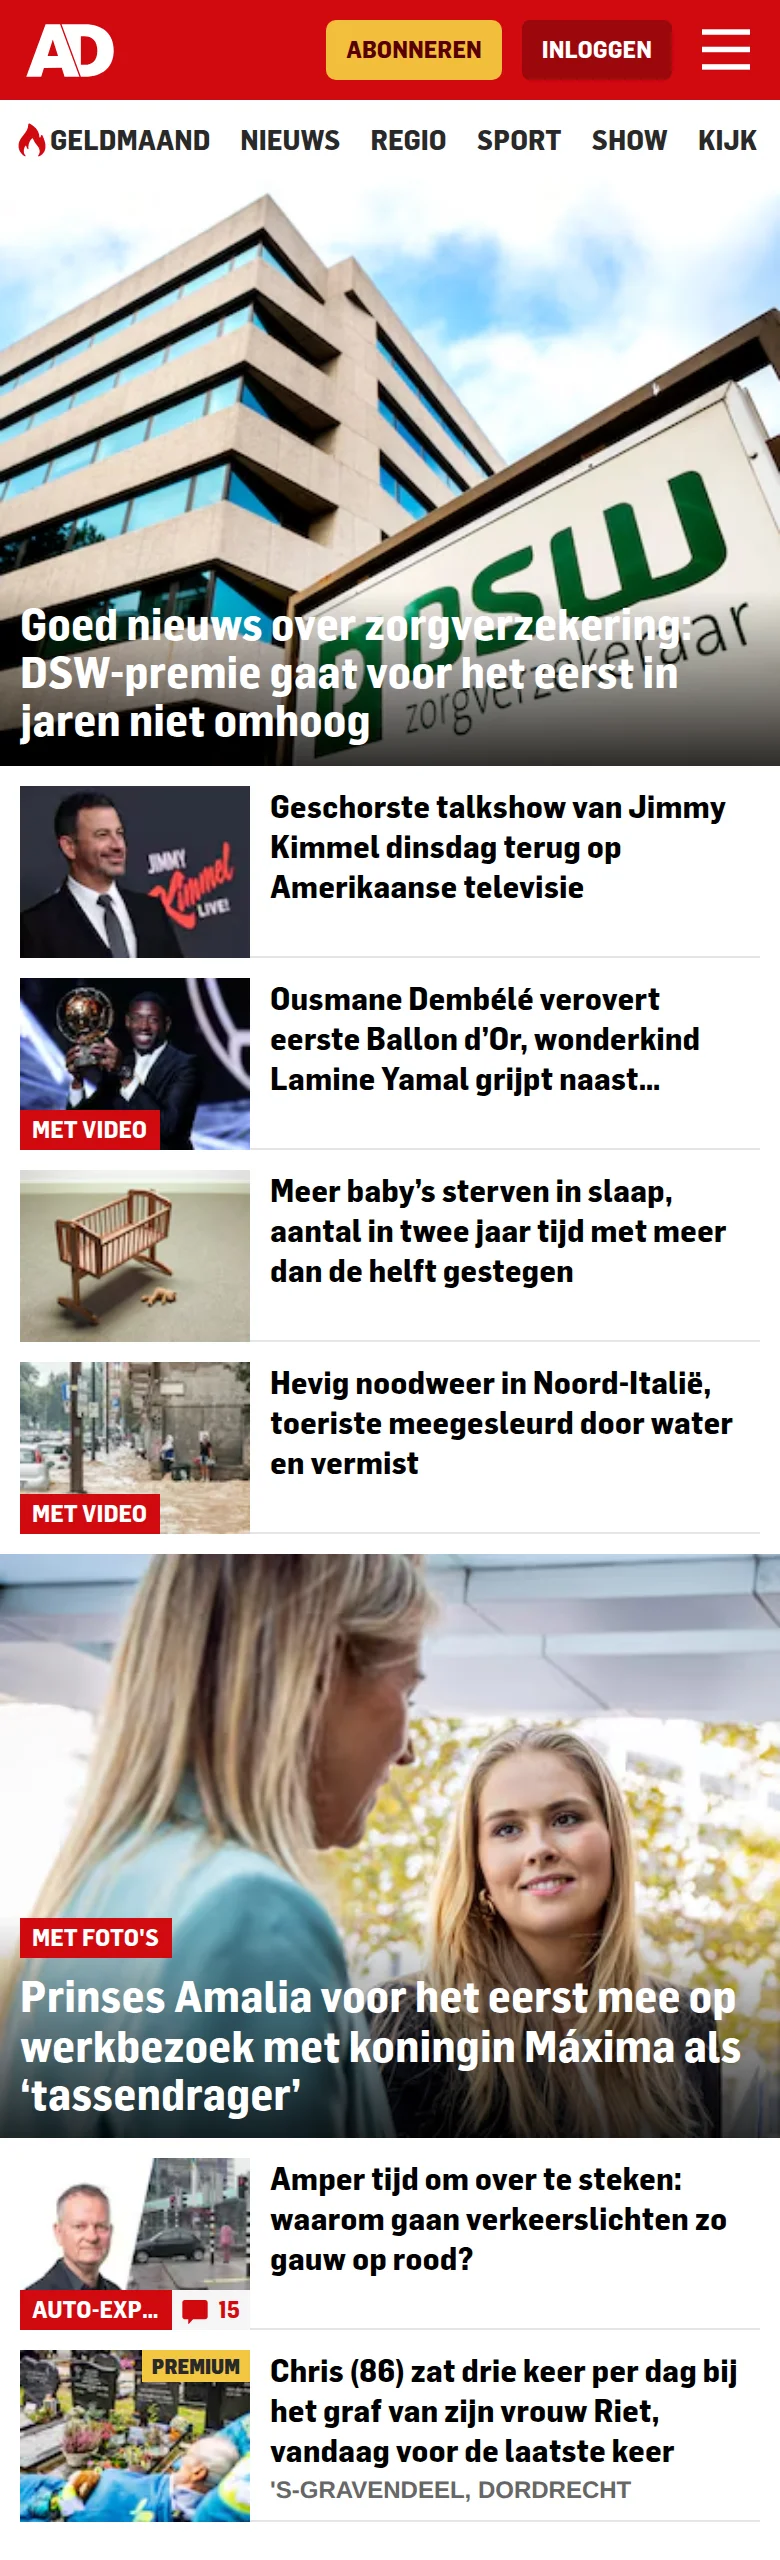 AD
ABONNEREN
INLOGGEN
GELDMAAND NIEUWS REGIO SPORT SHOW KIJK
DSW
zorgverzekeraar
Goed nieuws over zorgverzekering:
DSW-premie gaat voor het eerst in
jaren niet omhoog
JIMMY
Kimmel
LIVE!
Geschorste talkshow van Jimmy
Kimmel dinsdag terug op
Amerikaanse televisie
MET VIDEO
Ousmane Dembélé verovert
eerste Ballon d’Or, wonderkind
Lamine Yamal grijpt naast...
Meer baby’s sterven in slaap,
aantal in twee jaar tijd met meer
dan de helft gestegen
MET VIDEO
Hevig noodweer in Noord-Italië,
toeriste meegesleurd door water
en vermist
MET FOTO'S
Prinses Amalia voor het eerst mee op
werkbezoek met koningin Máxima als
‘tassendrager’
AUTO-EXP... 15
Amper tijd om over te steken:
waarom gaan verkeerslichten zo
gauw op rood?
PREMIUM
Chris (86) zat drie keer per dag bij
het graf van zijn vrouw Riet,
vandaag voor de laatste keer
'S-GRAVENDEEL, DORDRECHT